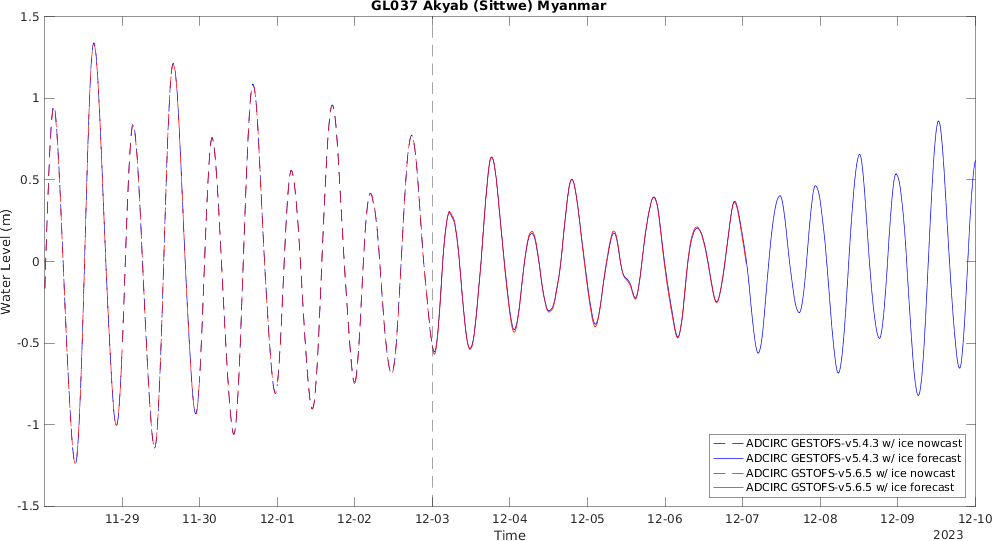 GL037 Akyab (Sittwe) Myanmar
1.5
1
0.5
0
-0.5
-1
-1.5
Water Level (m)
11-29 11-30 12-01 12-02 12-03 12-04 12-05 12-06 12-07 12-08 12-09 12-10
Time
2023
ADCIRC GESTOFS-v5.4.3 w/ ice nowcast
ADCIRC GESTOFS-v5.4.3 w/ ice forecast
ADCIRC GSTOFS-v5.6.5 w/ ice nowcast
ADCIRC GSTOFS-v5.6.5 w/ ice forecast